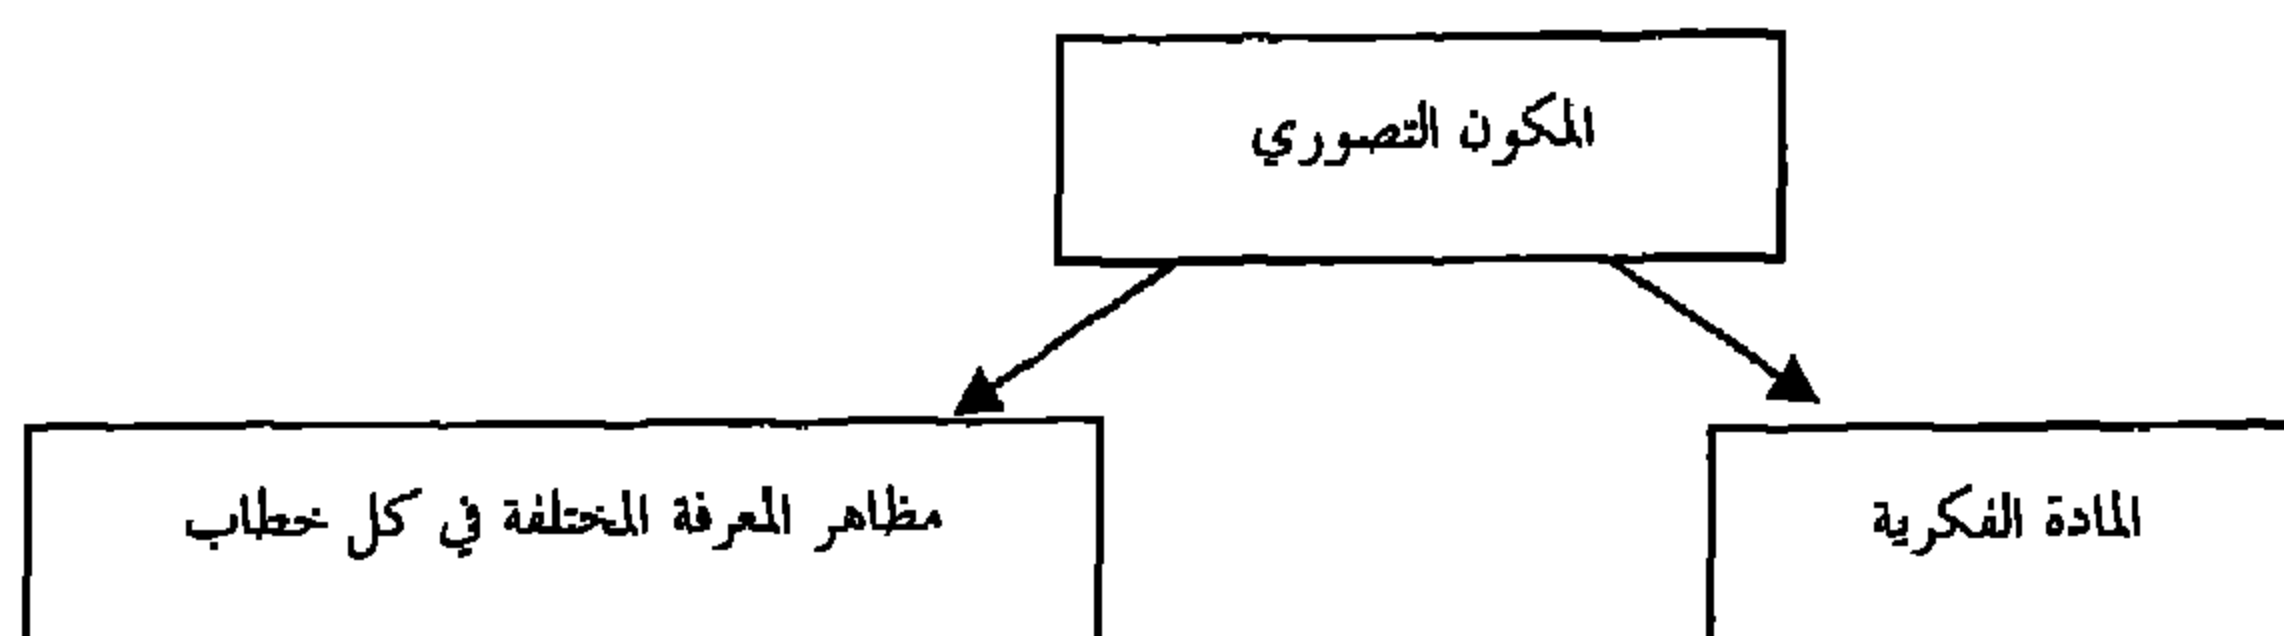 المكون التصوري
المادة الفكرية
مظاهر المعرفة المختلفة في كل خطاب